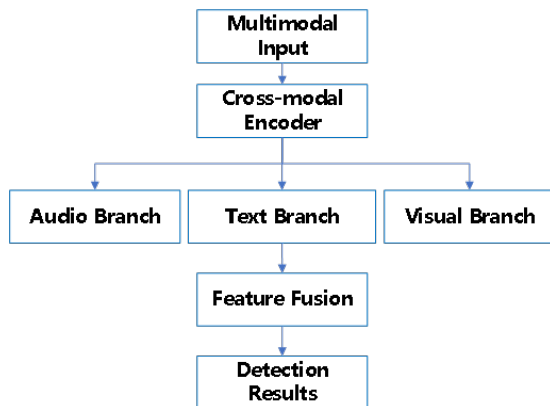 Multimodal
Input
Cross-modal
Encoder
Audio Branch
Text Branch
Visual Branch
Feature Fusion
Detection
Results